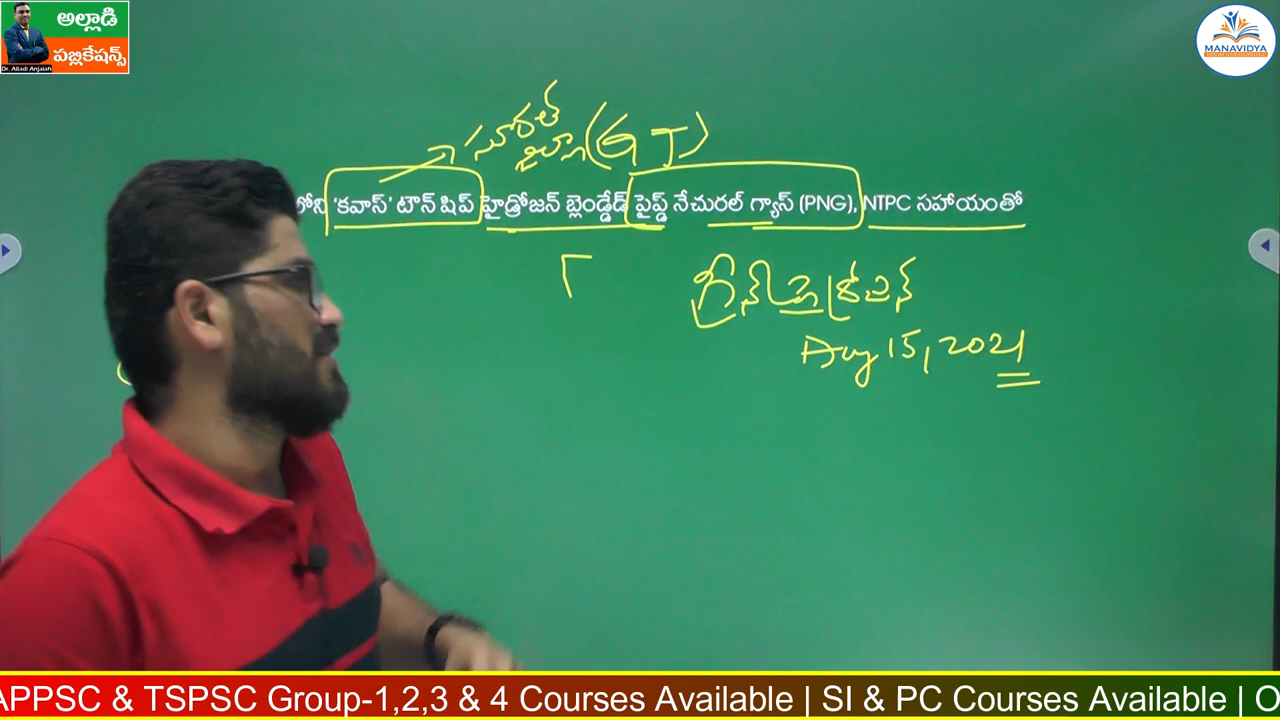 అల్లాడి
పబ్లికేషన్స్
Dr. Alladi Anjaiah
MANAVIDYA
సూరత్
జిల్లా (GJ)
లోని 'కవాస్' టౌన్ షిప్ హైడ్రోజన్ బ్లెండ్డేడ్ పైప్డ్ నేచురల్ గ్యాస్ (PNG), NTPC సహాయంతో
గ్రీన్ హైడ్రోజన్
Aug 15, 2021
APPSC & TSPSC Group-1,2,3 & 4 Courses Available | SI & PC Courses Available | O